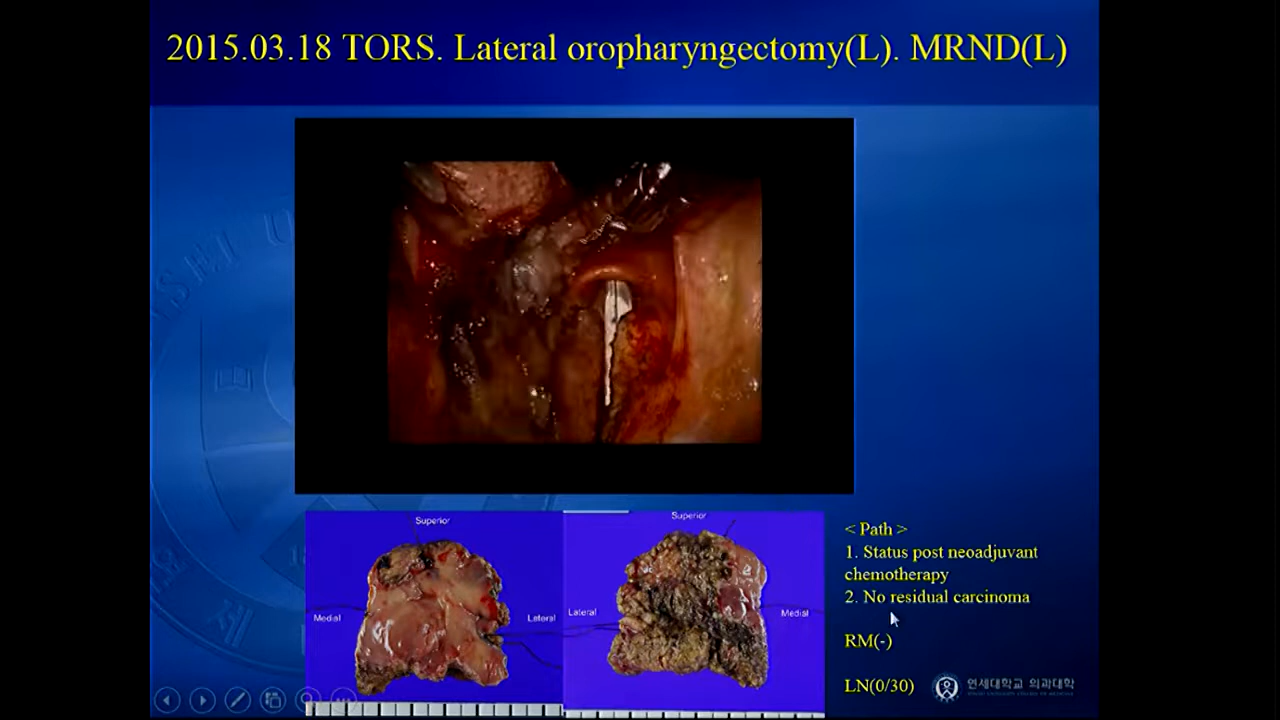 2015.03.18 TORS. Lateral oropharyngectomy(L). MRND(L)
Superior
Medial
Lateral
Superior
Lateral
Medial
< Path >
1. Status post neoadjuvant
chemotherapy
2. No residual carcinoma
RM(-)
LN(0/30)
연세대학교 의과대학